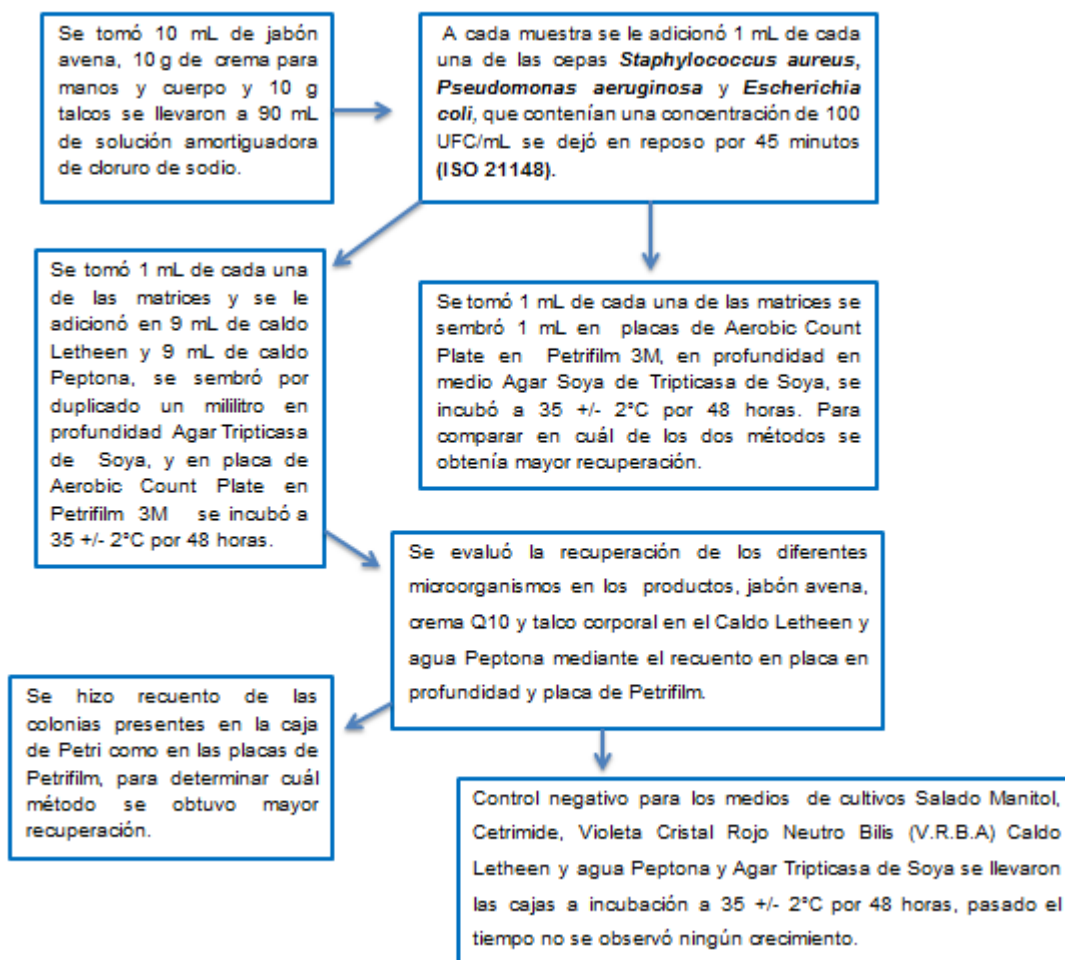 Se tomó 10 mL de jabón
avena, 10 g de crema para
manos y cuerpo y 10 g
talcos se llevaron a 90 mL
de solución amortiguadora
de cloruro de sodio.
A cada muestra se le adicionó 1 mL de cada
una de las cepas Staphylococcus aureus,
Pseudomonas aeruginosa y Escherichia
coli, que contenían una concentración de 100
UFC/mL se dejó en reposo por 45 minutos
(ISO 21148).
Se tomó 1 mL de cada una
de las matrices y se le
adicionó en 9 mL de caldo
Letheen y 9 mL de caldo
Peptona, se sembró por
duplicado un mililitro en
profundidad Agar Tripticasa
de Soya, y en placa de
Aerobic Count Plate en
Petrifilm 3M se incubó a
35 +/- 2°C por 48 horas.
Se tomó 1 mL de cada una de las matrices se
sembró 1 mL en placas de Aerobic Count
Plate en Petrifilm 3M, en profundidad en
medio Agar Soya de Tripticasa de Soya, se
incubó a 35 +/- 2°C por 48 horas. Para
comparar en cuál de los dos métodos se
obtenía mayor recuperación.
Se evaluó la recuperación de los diferentes
microorganismos en los productos, jabón avena,
crema Q10 y talco corporal en el Caldo Letheen y
agua Peptona mediante el recuento en placa en
profundidad y placa de Petrifilm.
Se hizo recuento de las
colonias presentes en la caja
de Petri como en las placas de
Petrifilm, para determinar cuál
método se obtuvo mayor
recuperación.
Control negativo para los medios de cultivos Salado Manitol,
Cetrimide, Violeta Cristal Rojo Neutro Bilis (V.R.B.A) Caldo
Letheen y agua Peptona y Agar Tripticasa de Soya se llevaron
las cajas a incubación a 35 +/- 2°C por 48 horas, pasado el
tiempo no se observó ningún crecimiento.